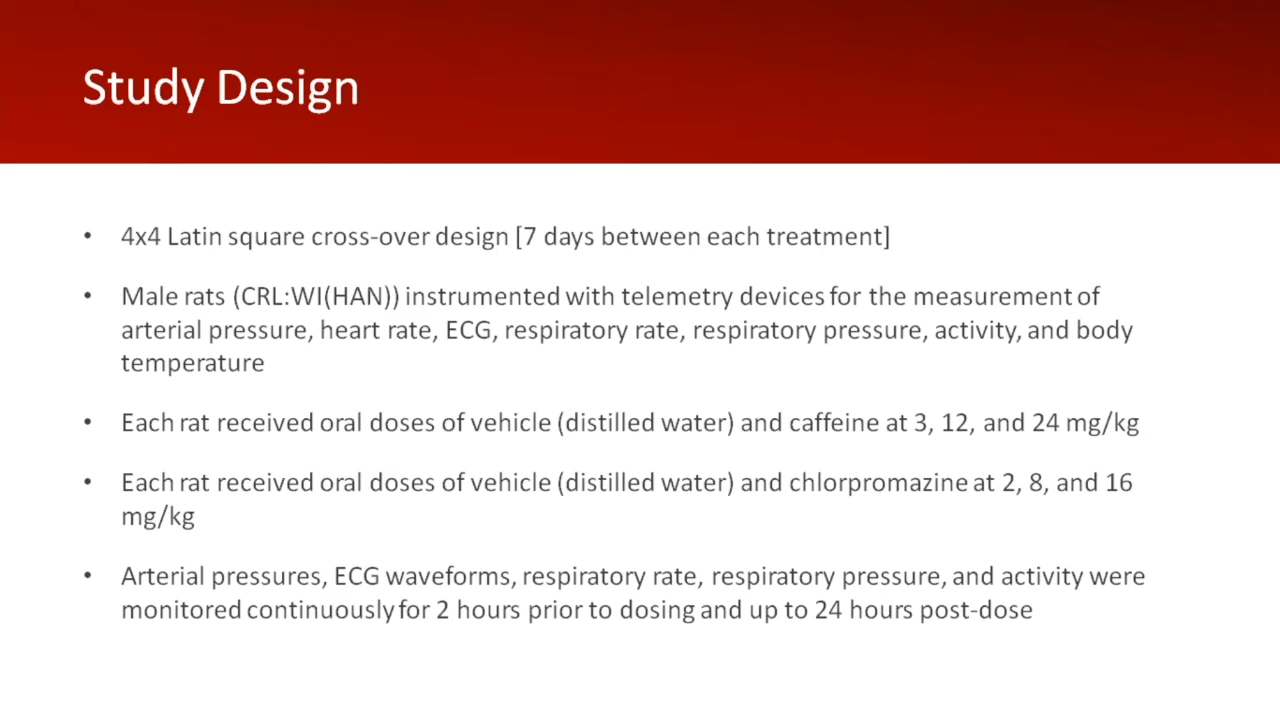 Study Design
• 4x4 Latin square cross-over design [7 days between each treatment]
• Male rats (CRL:WI(HAN)) instrumented with telemetry devices for the measurement of
arterial pressure, heart rate, ECG, respiratory rate, respiratory pressure, activity, and body
temperature
• Each rat received oral doses of vehicle (distilled water) and caffeine at 3, 12, and 24 mg/kg
• Each rat received oral doses of vehicle (distilled water) and chlorpromazine at 2, 8, and 16
mg/kg
• Arterial pressures, ECG waveforms, respiratory rate, respiratory pressure, and activity were
monitored continuously for 2 hours prior to dosing and up to 24 hours post-dose